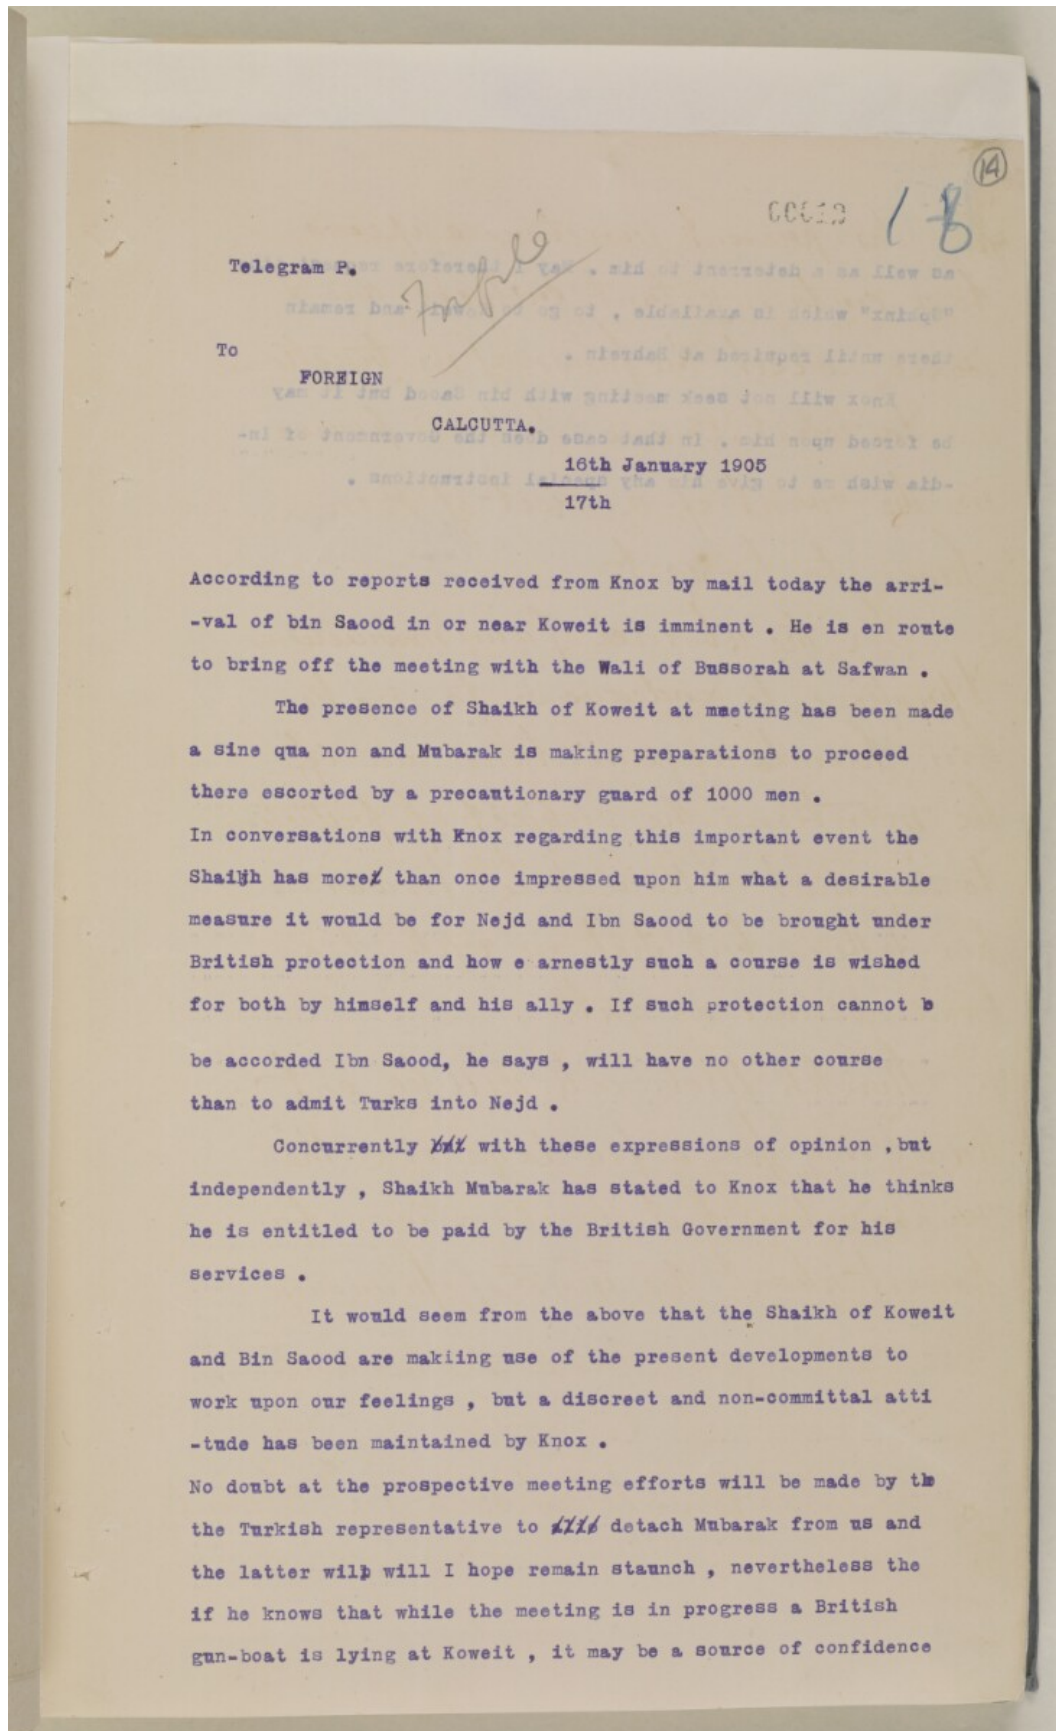 14
00019
18
Telegram P.
To
FOREIGN
CALCUTTA.
16th January 1905
17th
According to reports received from Knox by mail today the arri-
-val of bin Saood in or near Koweit is imminent . He is en route
to bring off the meeting with the Wali of Bussorah at Safwan .
The presence of Shaikh of Koweit at meeting has been made
a sine qua non and Mubarak is making preparations to proceed
there escorted by a precautionary guard of 1000 men .
In conversations with Knox regarding this important event the
Shaikh has more than once impressed upon him what a desirable
measure it would be for Nejd and Ibn Saood to be brought under
British protection and how e arnestly such a course is wished
for both by himself and his ally . If such protection cannot b
be accorded Ibn Saood, he says , will have no other course
than to admit Turks into Nejd .
Concurrently but with these expressions of opinion ,but
independently , Shaikh Mubarak has stated to Knox that he thinks
he is entitled to be paid by the British Government for his
services .
It would seem from the above that the Shaikh of Koweit
and Bin Saood are makiing use of the present developments to
work upon our feelings , but a discreet and non-committal atti
-tude has been maintained by Knox .
No doubt at the prospective meeting efforts will be made by the
the Turkish representative to detach Mubarak from us and
the latter will will I hope remain staunch , nevertheless the
if he knows that while the meeting is in progress a British
gun-boat is lying at Koweit , it may be a source of confidence